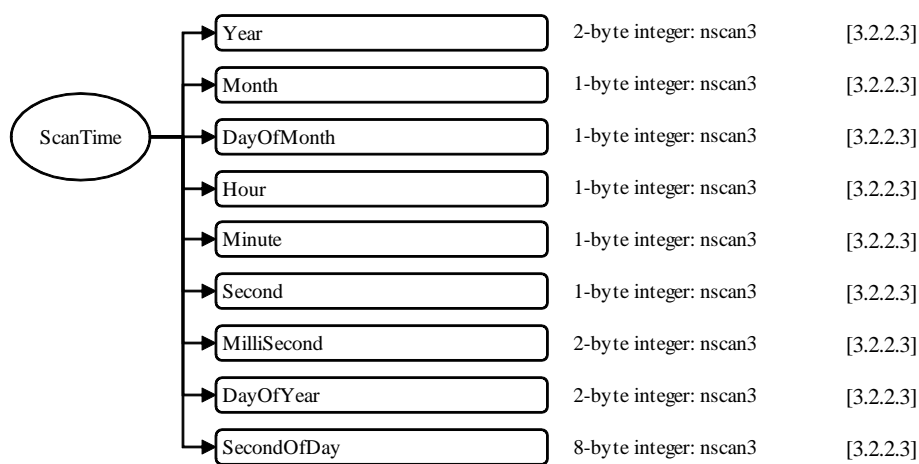 Year 2-byte integer: nscan3 [3.2.2.3]
Month 1-byte integer: nscan3 [3.2.2.3]
ScanTime
DayOfMonth 1-byte integer: nscan3 [3.2.2.3]
Hour 1-byte integer: nscan3 [3.2.2.3]
Minute 1-byte integer: nscan3 [3.2.2.3]
Second 1-byte integer: nscan3 [3.2.2.3]
MilliSecond 2-byte integer: nscan3 [3.2.2.3]
DayOfYear 2-byte integer: nscan3 [3.2.2.3]
SecondOfDay 8-byte integer: nscan3 [3.2.2.3]